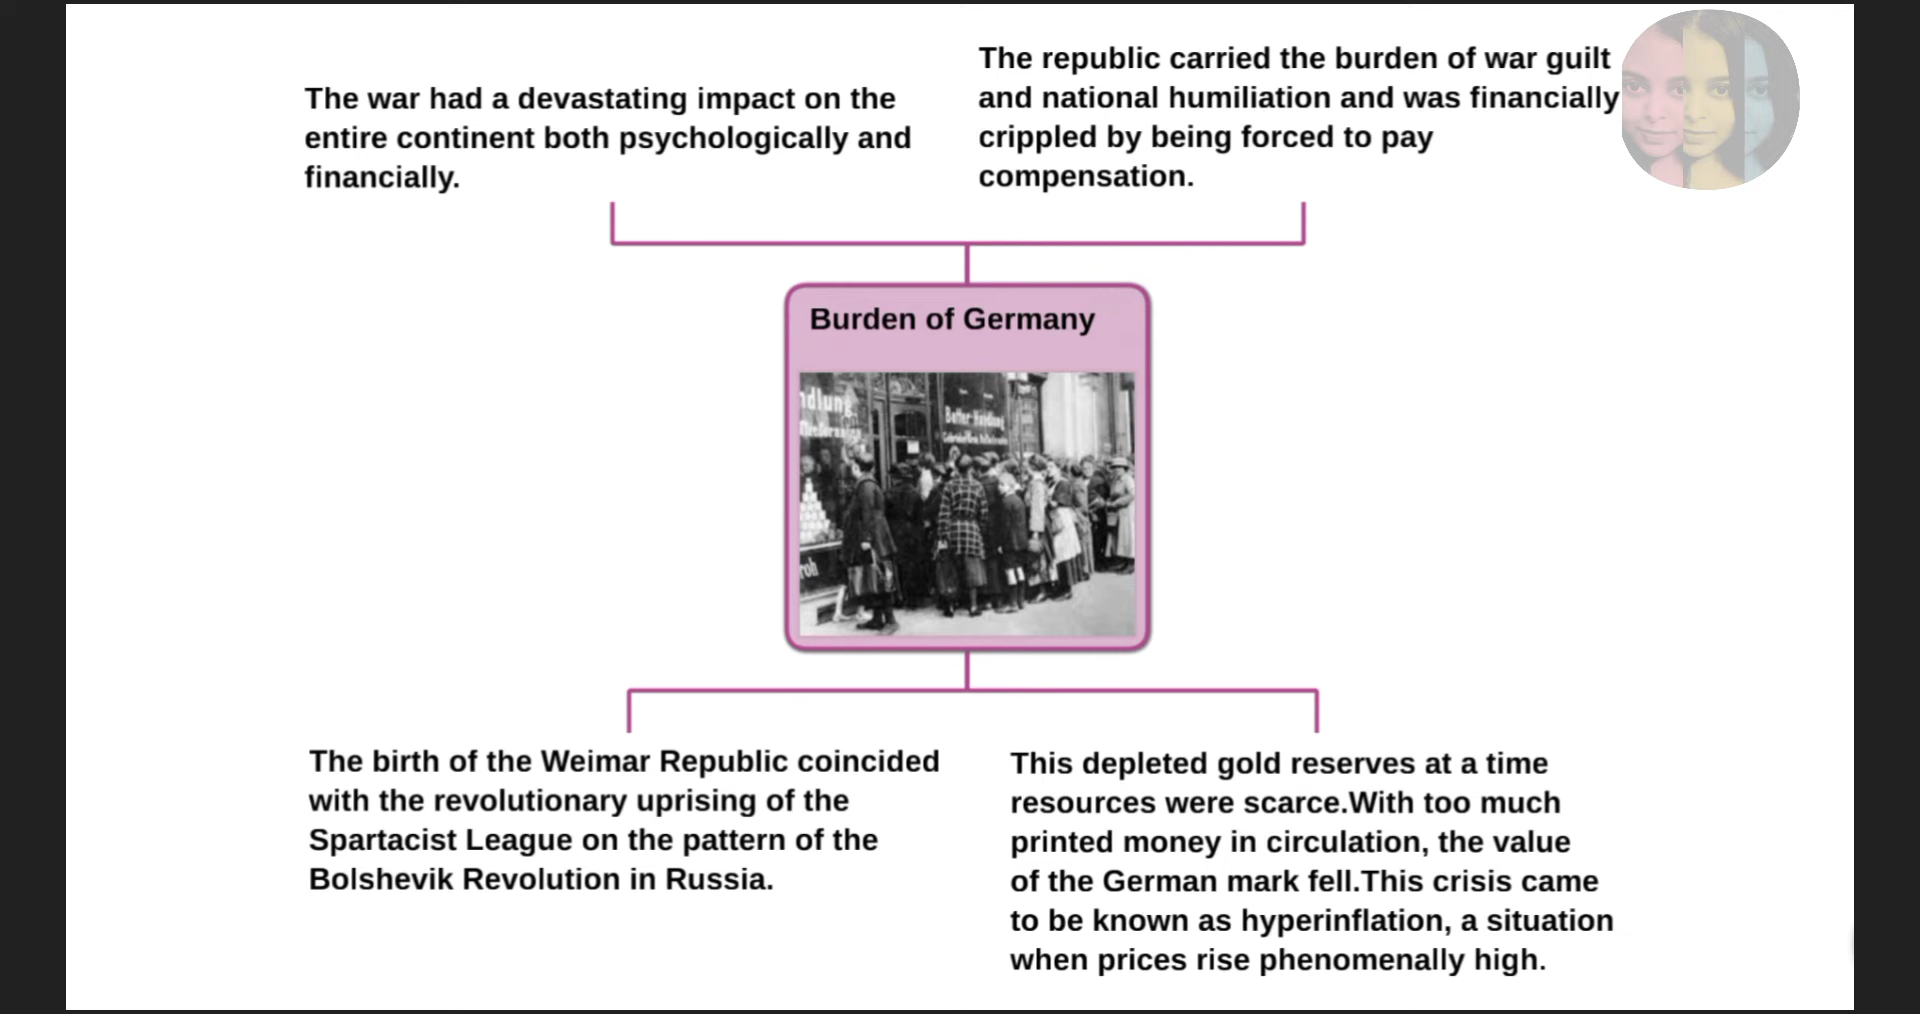 The war had a devastating impact on the
entire continent both psychologically and
financially.
The republic carried the burden of war guilt
and national humiliation and was financially
crippled by being forced to pay
compensation.
Burden of Germany
ndlung
Butter-Handlung
roh
The birth of the Weimar Republic coincided
with the revolutionary uprising of the
Spartacist League on the pattern of the
Bolshevik Revolution in Russia.
This depleted gold reserves at a time
resources were scarce.With too much
printed money in circulation, the value
of the German mark fell.This crisis came
to be known as hyperinflation, a situation
when prices rise phenomenally high.